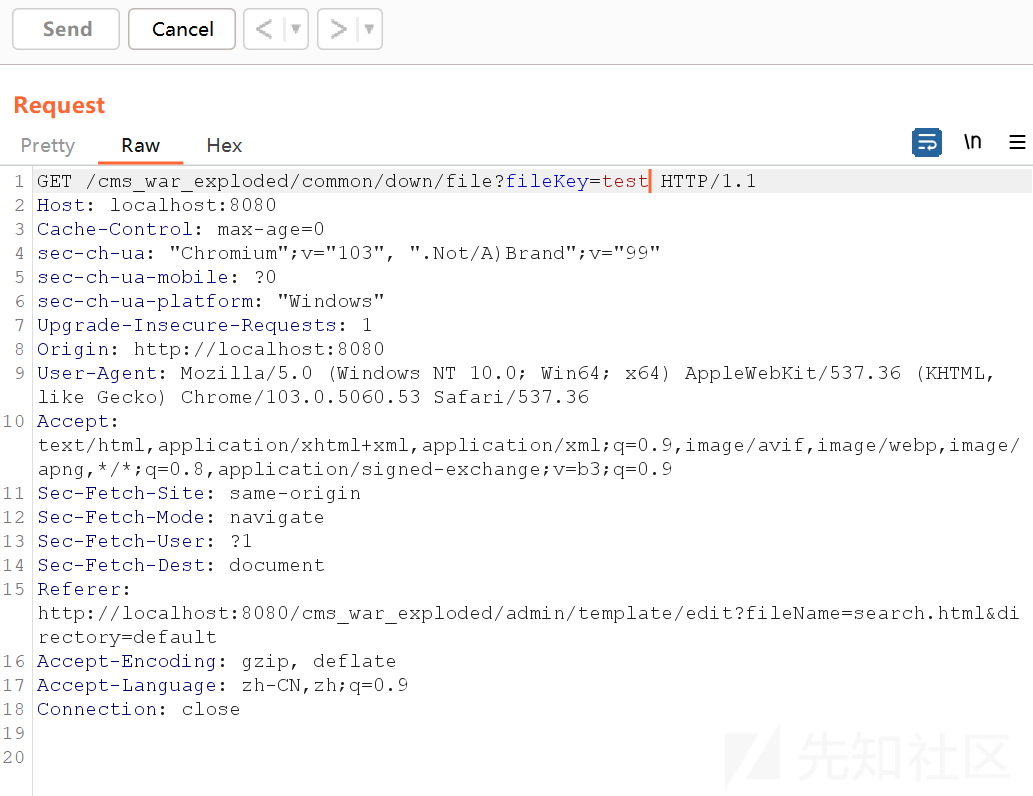 Send Cancel < ▼ > ▼
Request
Pretty Raw Hex \n
1 GET /cms_war_exploded/common/down/file?fileKey=test HTTP/1.1
2 Host: localhost:8080
3 Cache-Control: max-age=0
4 sec-ch-ua: "Chromium";v="103", ".Not/A)Brand";v="99"
5 sec-ch-ua-mobile: ?0
6 sec-ch-ua-platform: "Windows"
7 Upgrade-Insecure-Requests: 1
8 Origin: http://localhost:8080
9 User-Agent: Mozilla/5.0 (Windows NT 10.0; Win64; x64) AppleWebKit/537.36 (KHTML,
like Gecko) Chrome/103.0.5060.53 Safari/537.36
10 Accept:
text/html,application/xhtml+xml,application/xml;q=0.9,image/avif,image/webp,image/
apng,*/*;q=0.8,application/signed-exchange;v=b3;q=0.9
11 Sec-Fetch-Site: same-origin
12 Sec-Fetch-Mode: navigate
13 Sec-Fetch-User: ?1
14 Sec-Fetch-Dest: document
15 Referer:
http://localhost:8080/cms_war_exploded/admin/template/edit?fileName=search.html&di
rectory=default
16 Accept-Encoding: gzip, deflate
17 Accept-Language: zh-CN,zh;q=0.9
18 Connection: close
19
20
先知社区